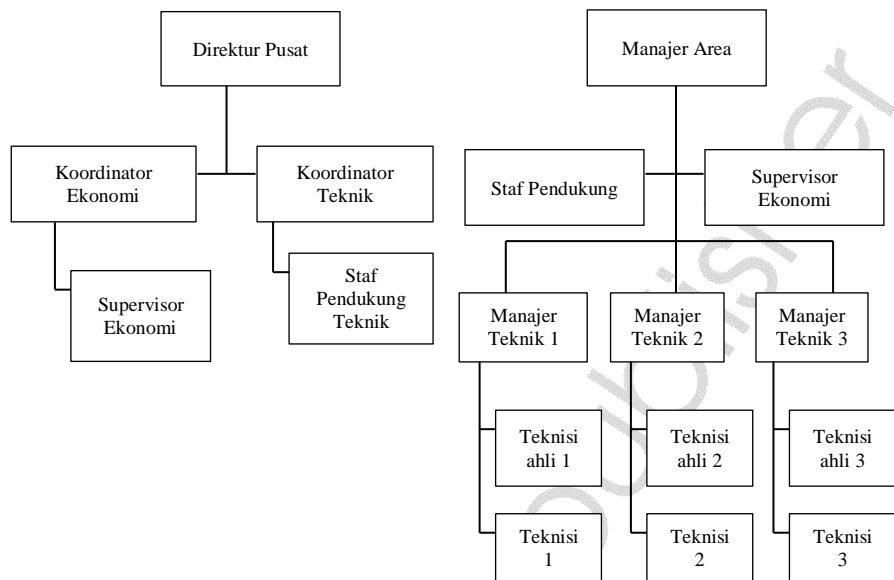 Direktur Pusat
Koordinator
Ekonomi
Koordinator
Teknik
Supervisor
Ekonomi
Staf
Pendukung
Teknik
Manajer Area
Staf Pendukung
Supervisor
Ekonomi
Manajer
Teknik 1
Manajer
Teknik 2
Manajer
Teknik 3
Teknisi
ahli 1
Teknisi
ahli 2
Teknisi
ahli 3
Teknisi
1
Teknisi
2
Teknisi
3